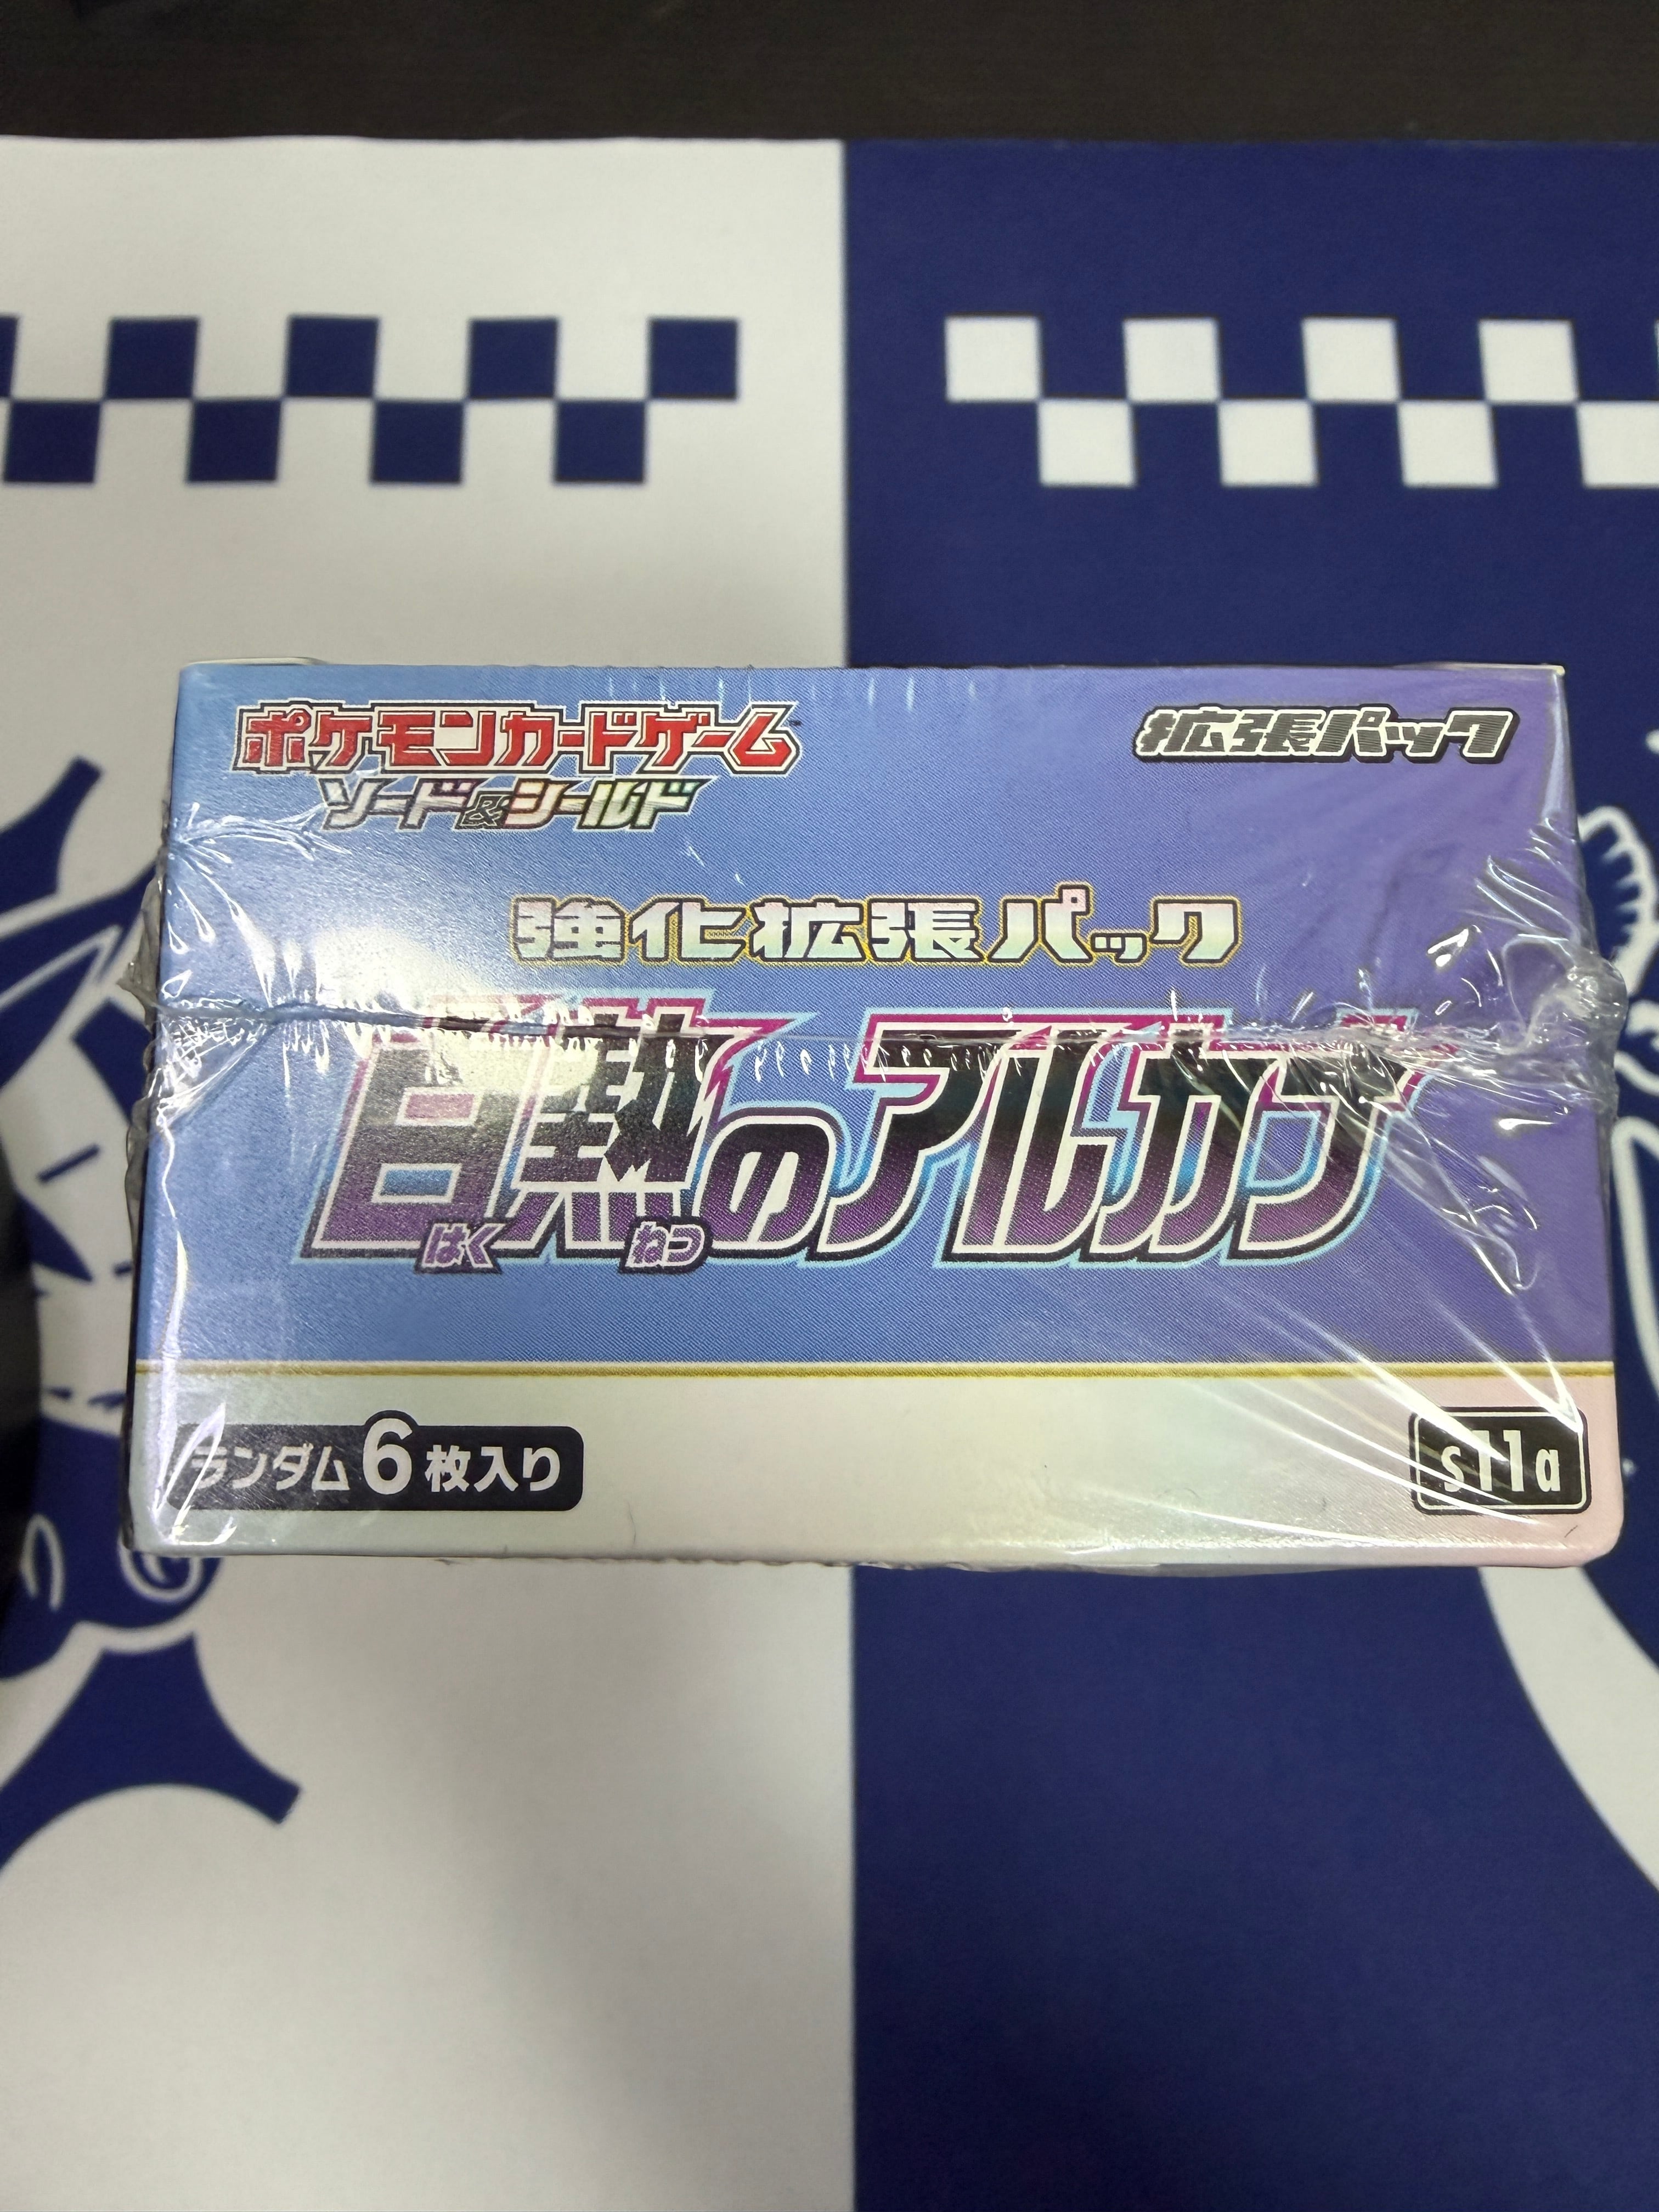 ポケモンカードゲーム
ソード&シールド
拡張パック
強化拡張パック
白熱のアルカナ
はく ねつ
ランダム6枚入り
s11a